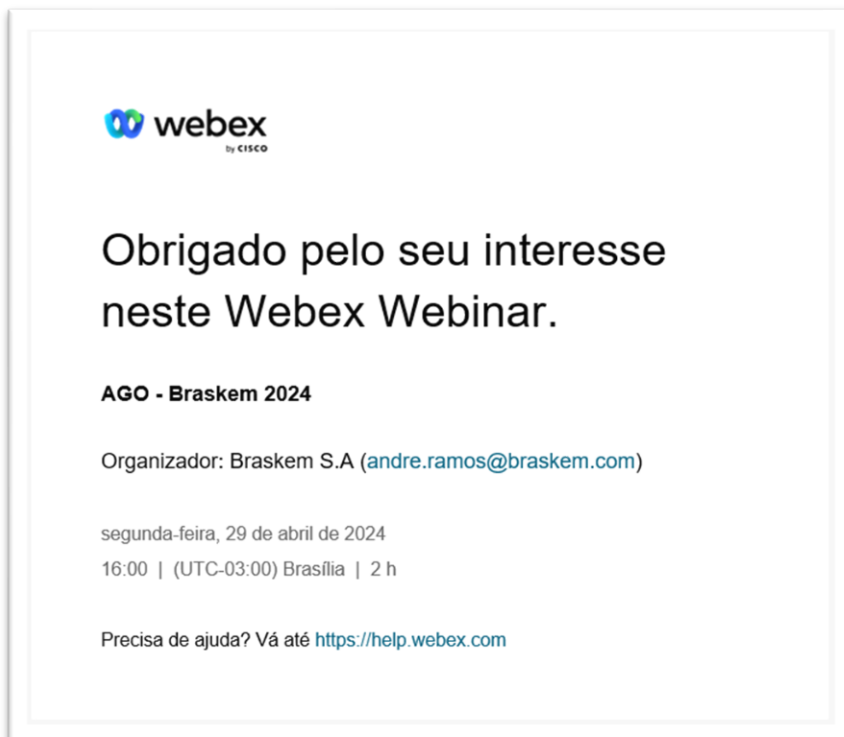 webex
by CISCO
Obrigado pelo seu interesse
neste Webex Webinar.
AGO - Braskem 2024
Organizador: Braskem S.A (andre.ramos@braskem.com)
segunda-feira, 29 de abril de 2024
16:00 | (UTC-03:00) Brasília | 2 h
Precisa de ajuda? Vá até https://help.webex.com